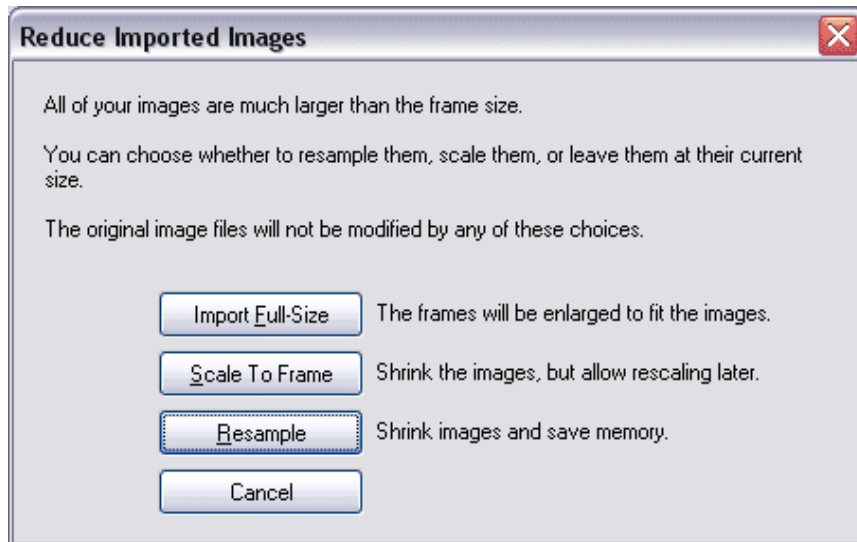 Reduce Imported Images
All of your images are much larger than the frame size.
You can choose whether to resample them, scale them, or leave them at their current
size.
The original image files will not be modified by any of these choices.
Import Full-Size The frames will be enlarged to fit the images.
Scale To Frame Shrink the images, but allow rescaling later.
Resample Shrink images and save memory.
Cancel